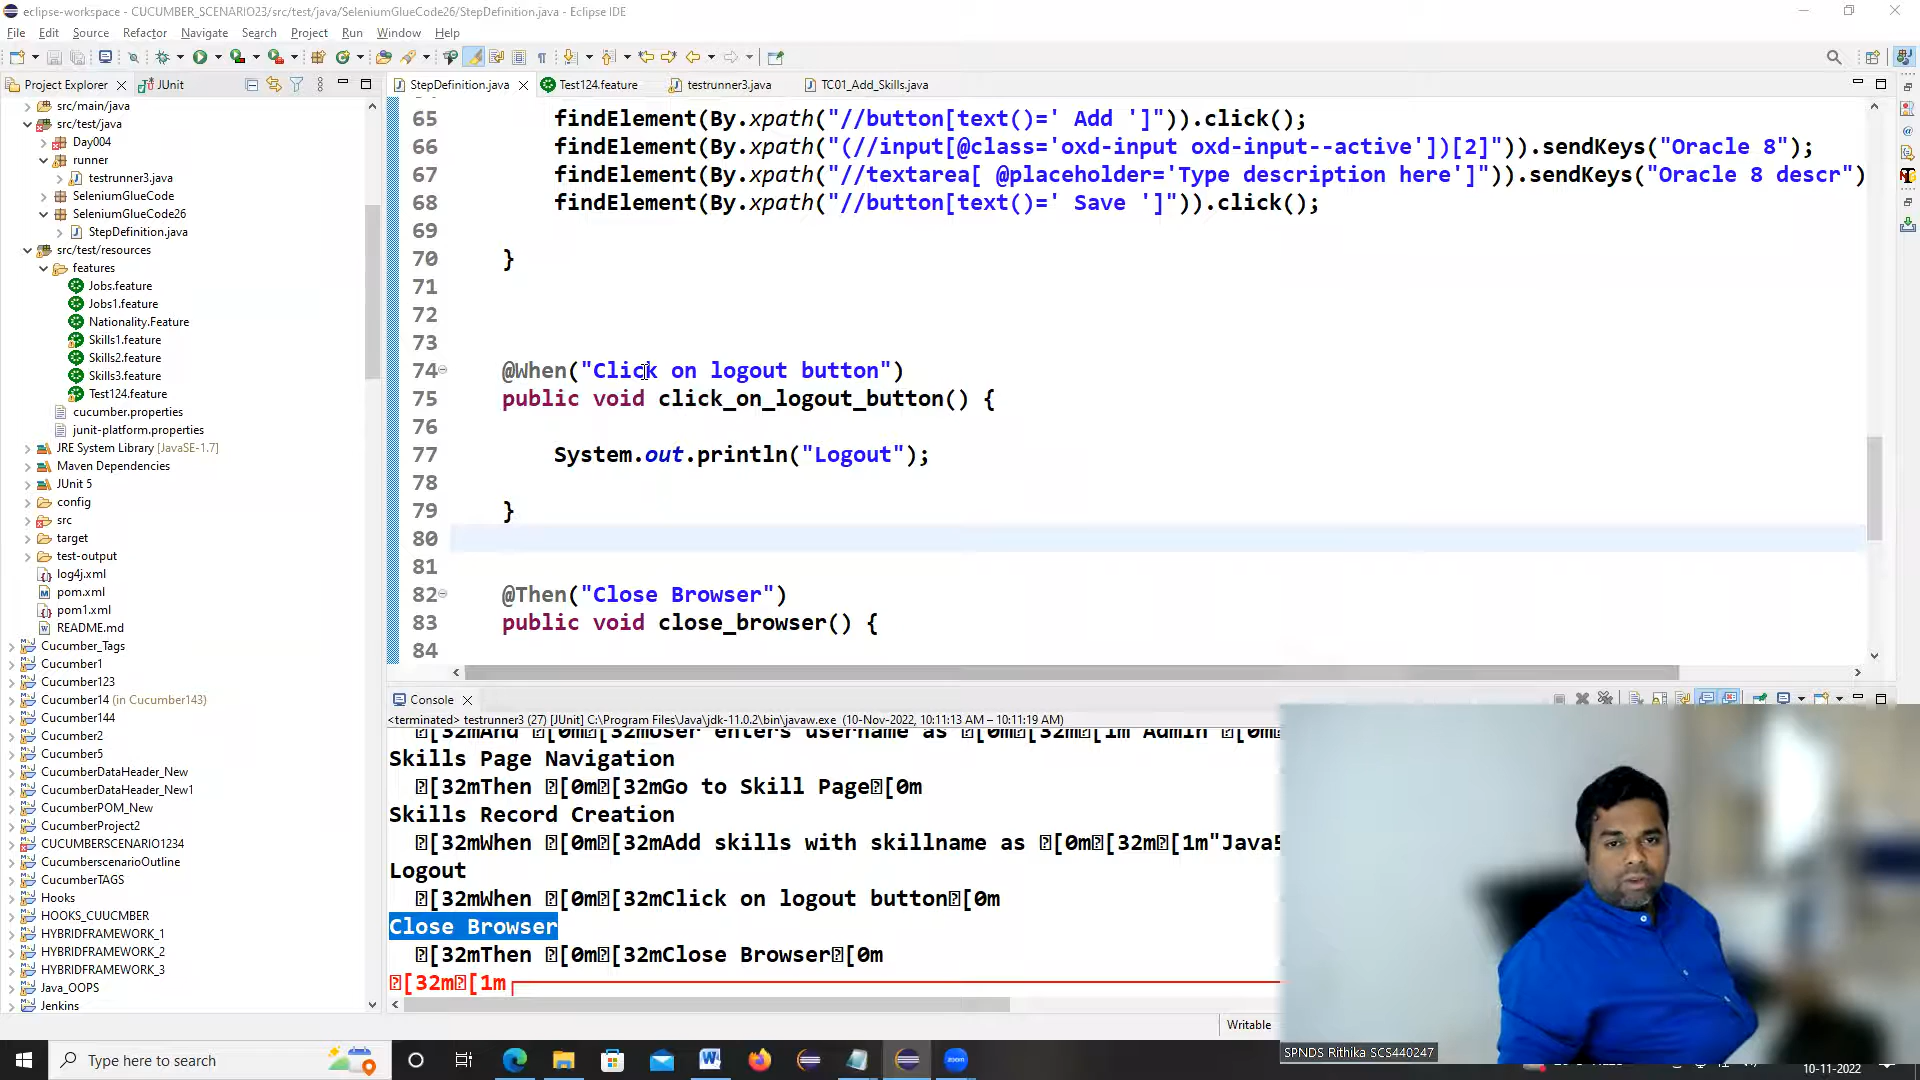 eclipse-workspace - CUCUMBER_SCENARIO23/src/test/java/SeleniumGlueCode26/StepDefinition.java - Eclipse IDE
File Edit Source Refactor Navigate Search Project Run Window Help
Project Explorer JUnit
StepDefinition.java Test124.feature testrunner3.java TC01_Add_Skills.java
src/main/java
src/test/java
Day004
runner
testrunner3.java
SeleniumGlueCode
SeleniumGlueCode26
StepDefinition.java
src/test/resources
features
Jobs.feature
Jobs1.feature
Nationality.Feature
Skills1.feature
Skills2.feature
Skills3.feature
Test124.feature
cucumber.properties
junit-platform.properties
JRE System Library [JavaSE-1.7]
Maven Dependencies
JUnit 5
config
src
target
test-output
log4j.xml
pom.xml
pom1.xml
README.md
Cucumber_Tags
Cucumber1
Cucumber123
Cucumber14 (in Cucumber143)
Cucumber144
Cucumber2
Cucumber5
CucumberDataHeader_New
CucumberDataHeader_New1
CucumberPOM_New
CucumberProject2
CUCUMBERSCENARIO1234
CucumberscenarioOutline
CucumberTAGS
Hooks
HOOKS_CUUCMBER
HYBRIDFRAMEWORK_1
HYBRIDFRAMEWORK_2
HYBRIDFRAMEWORK_3
Java_OOPS
Jenkins
65 findElement(By.xpath("//button[text()=' Add ']")).click();
66 findElement(By.xpath("(//input[@class='oxd-input oxd-input--active'])[2]")).sendKeys("Oracle 8");
67 findElement(By.xpath("//textarea[ @placeholder='Type description here']")).sendKeys("Oracle 8 descr")
68 findElement(By.xpath("//button[text()=' Save ']")).click();
69
70 }
71
72
73
74 @When("Click on logout button")
75 public void click_on_logout_button() {
76
77 System.out.println("Logout");
78
79 }
80
81
82 @Then("Close Browser")
83 public void close_browser() {
84
Console
<terminated> testrunner3 (27) [JUnit] C:\Program Files\Java\jdk-11.0.2\bin\javaw.exe (10-Nov-2022, 10:11:13 AM – 10:11:19 AM)
[32mAnd [0m[32mUser enters username as [0m[32m[1m Admin [0m
Skills Page Navigation
[32mThen [0m[32mGo to Skill Page[0m
Skills Record Creation
[32mWhen [0m[32mAdd skills with skillname as [0m[32m[1m"Java5
Logout
[32mWhen [0m[32mClick on logout button[0m
Close Browser
[32mThen [0m[32mClose Browser[0m
[32m[1m
Writable
SPNDS Rithika SCS440247
Type here to search
zoom
10-11-2022